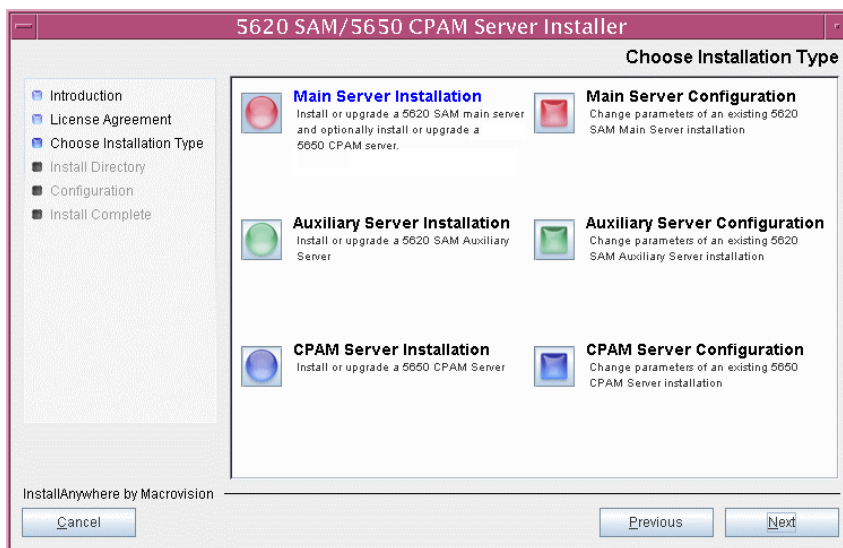 5620 SAM/5650 CPAM Server Installer
Choose Installation Type
Introduction
License Agreement
Choose Installation Type
Install Directory
Configuration
Install Complete
Main Server Installation
Install or upgrade a 5620 SAM main server
and optionally install or upgrade a
5650 CPAM server.
Main Server Configuration
Change parameters of an existing 5620
SAM Main Server installation
Auxiliary Server Installation
Install or upgrade a 5620 SAM Auxiliary
Server
Auxiliary Server Configuration
Change parameters of an existing 5620
SAM Auxiliary Server installation
CPAM Server Installation
Install or upgrade a 5650 CPAM Server
CPAM Server Configuration
Change parameters of an existing 5650
CPAM Server installation
InstallAnywhere by Macrovision
Cancel
Previous
Next